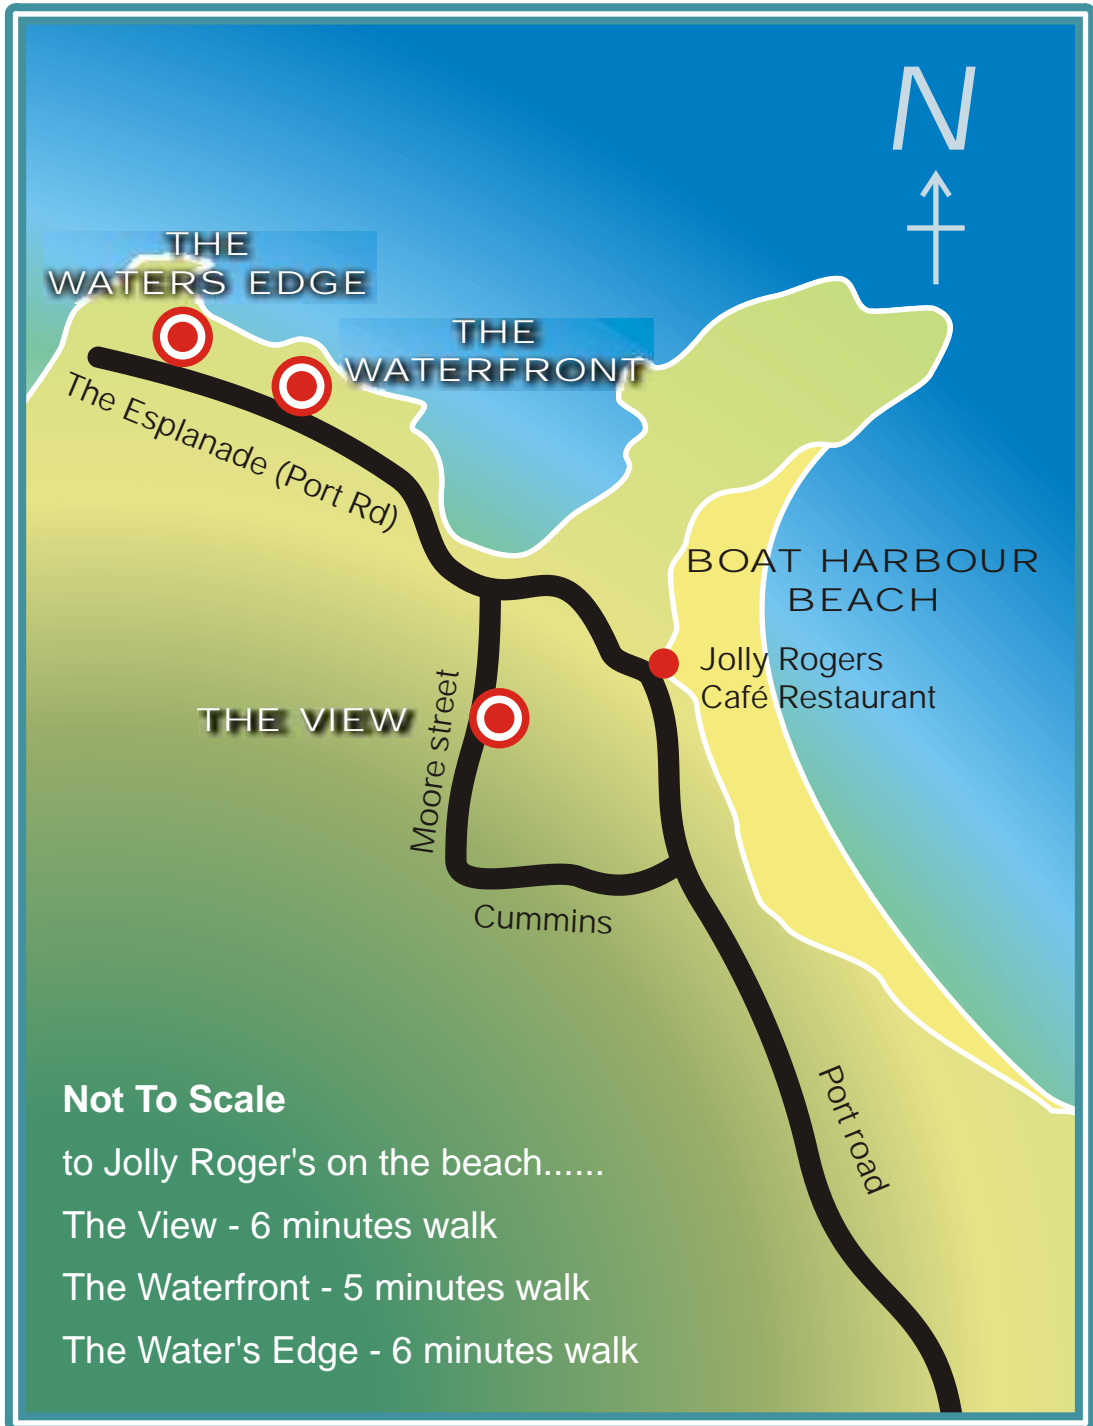 N
THE
WATERS EDGE
THE
WATERFRONT
The Esplanade (Port Rd)
BOAT HARBOUR
BEACH
Jolly Rogers
Café Restaurant
THE VIEW
Moore street
Cummins
Port road
Not To Scale
to Jolly Roger's on the beach......
The View - 6 minutes walk
The Waterfront - 5 minutes walk
The Water's Edge - 6 minutes walk